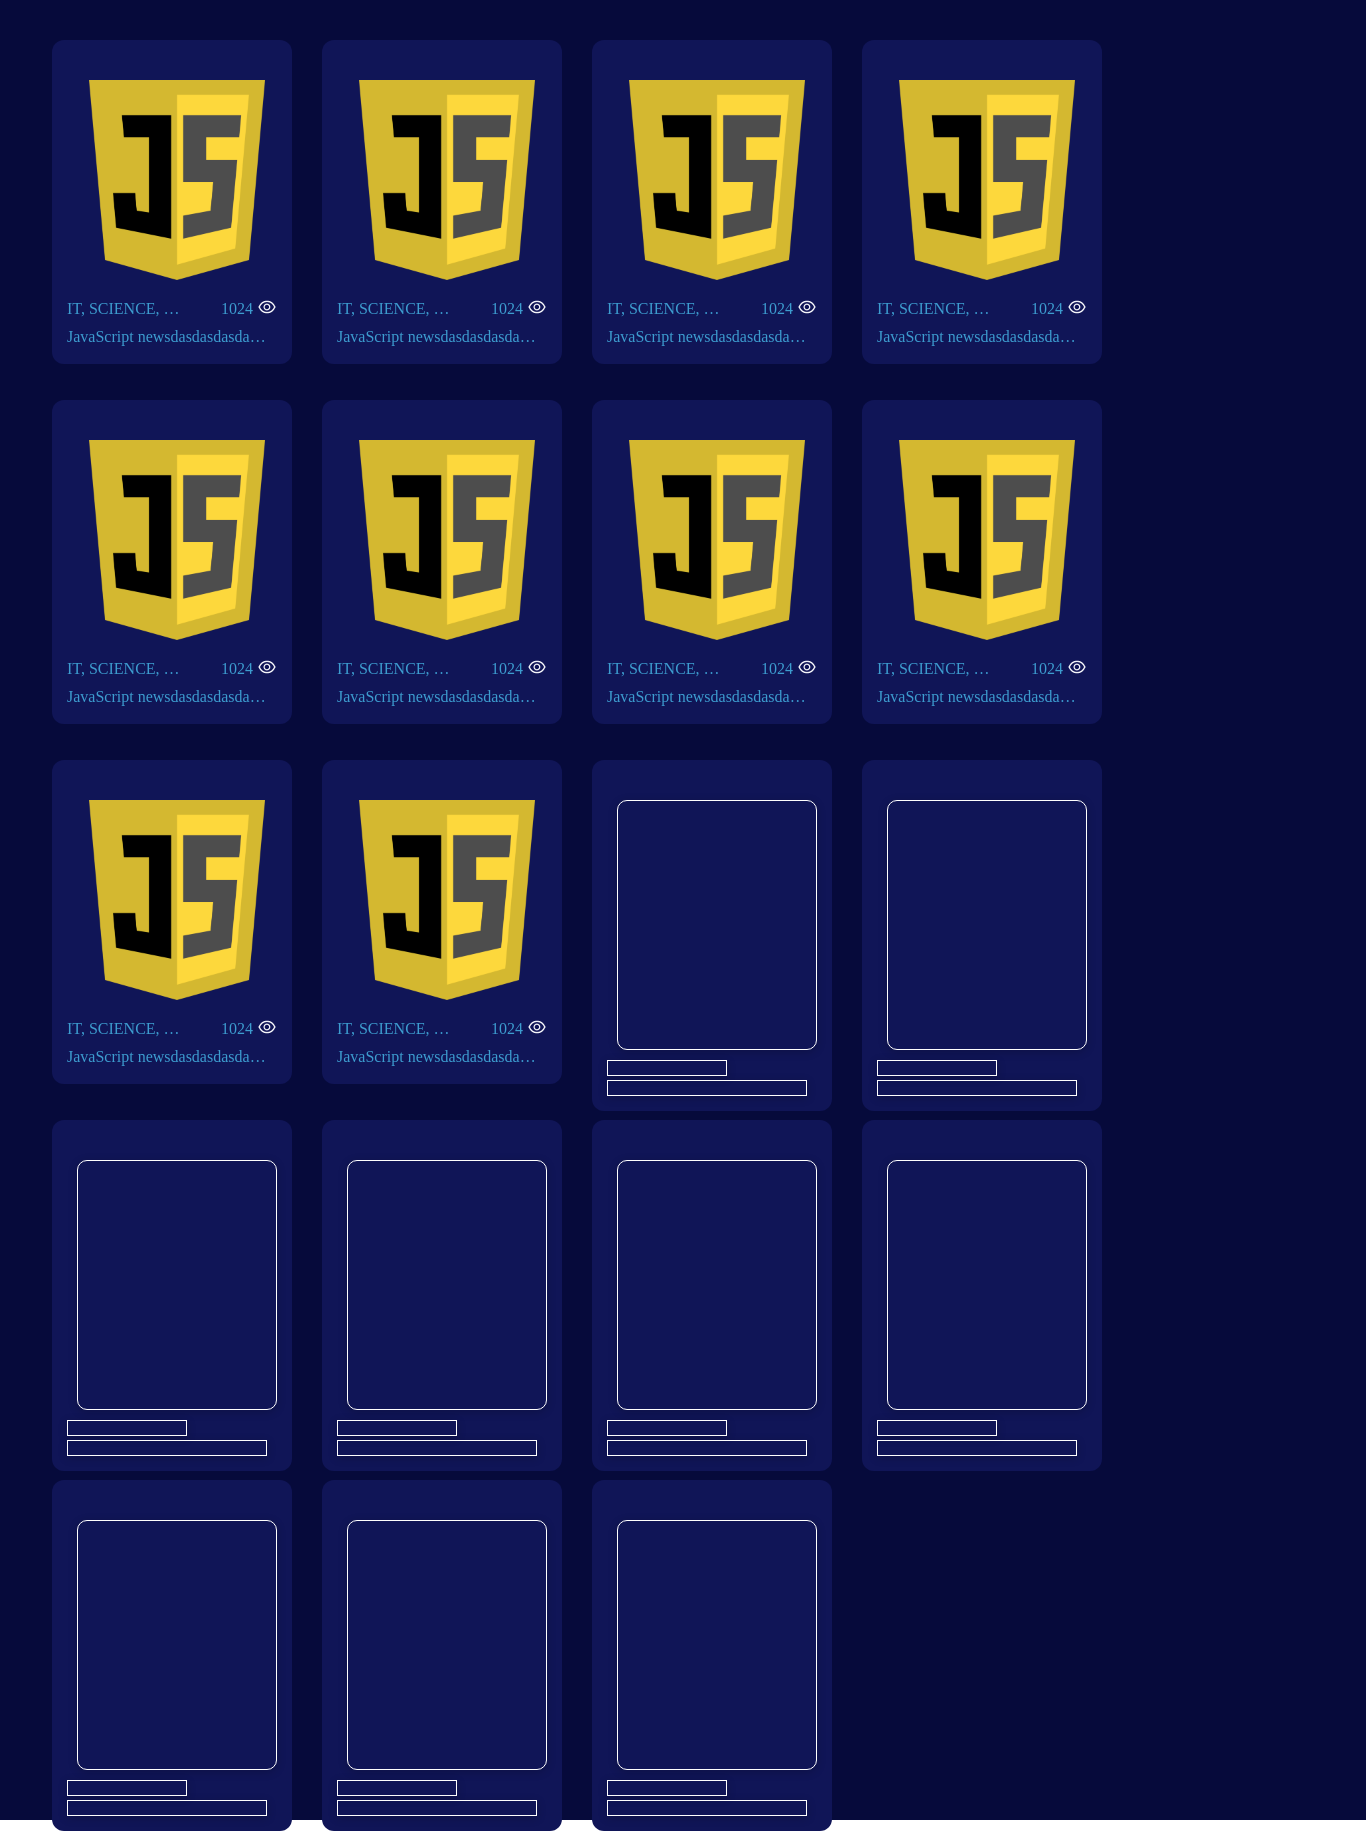 JS JS JS JS
IT, SCIENCE, … 1024 IT, SCIENCE, … 1024 IT, SCIENCE, … 1024 IT, SCIENCE, … 1024
JavaScript newsdasdasdasda… JavaScript newsdasdasdasda… JavaScript newsdasdasdasda… JavaScript newsdasdasdasda…
JS JS JS JS
IT, SCIENCE, … 1024 IT, SCIENCE, … 1024 IT, SCIENCE, … 1024 IT, SCIENCE, … 1024
JavaScript newsdasdasdasda… JavaScript newsdasdasdasda… JavaScript newsdasdasdasda… JavaScript newsdasdasdasda…
JS JS
IT, SCIENCE, … 1024 IT, SCIENCE, … 1024
JavaScript newsdasdasdasda… JavaScript newsdasdasdasda…